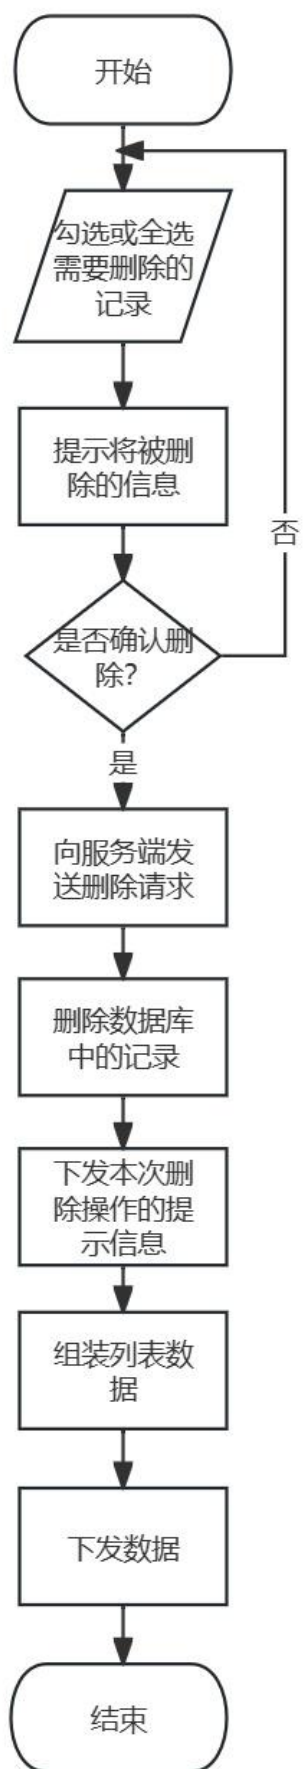 开始
勾选或全选
需要删除的
记录
提示将被删
除的信息
否
是否确认删
除?
是
向服务端发
送删除请求
删除数据库
中的记录
下发本次删
除操作的提
示信息
组装列表数
据
下发数据
结束